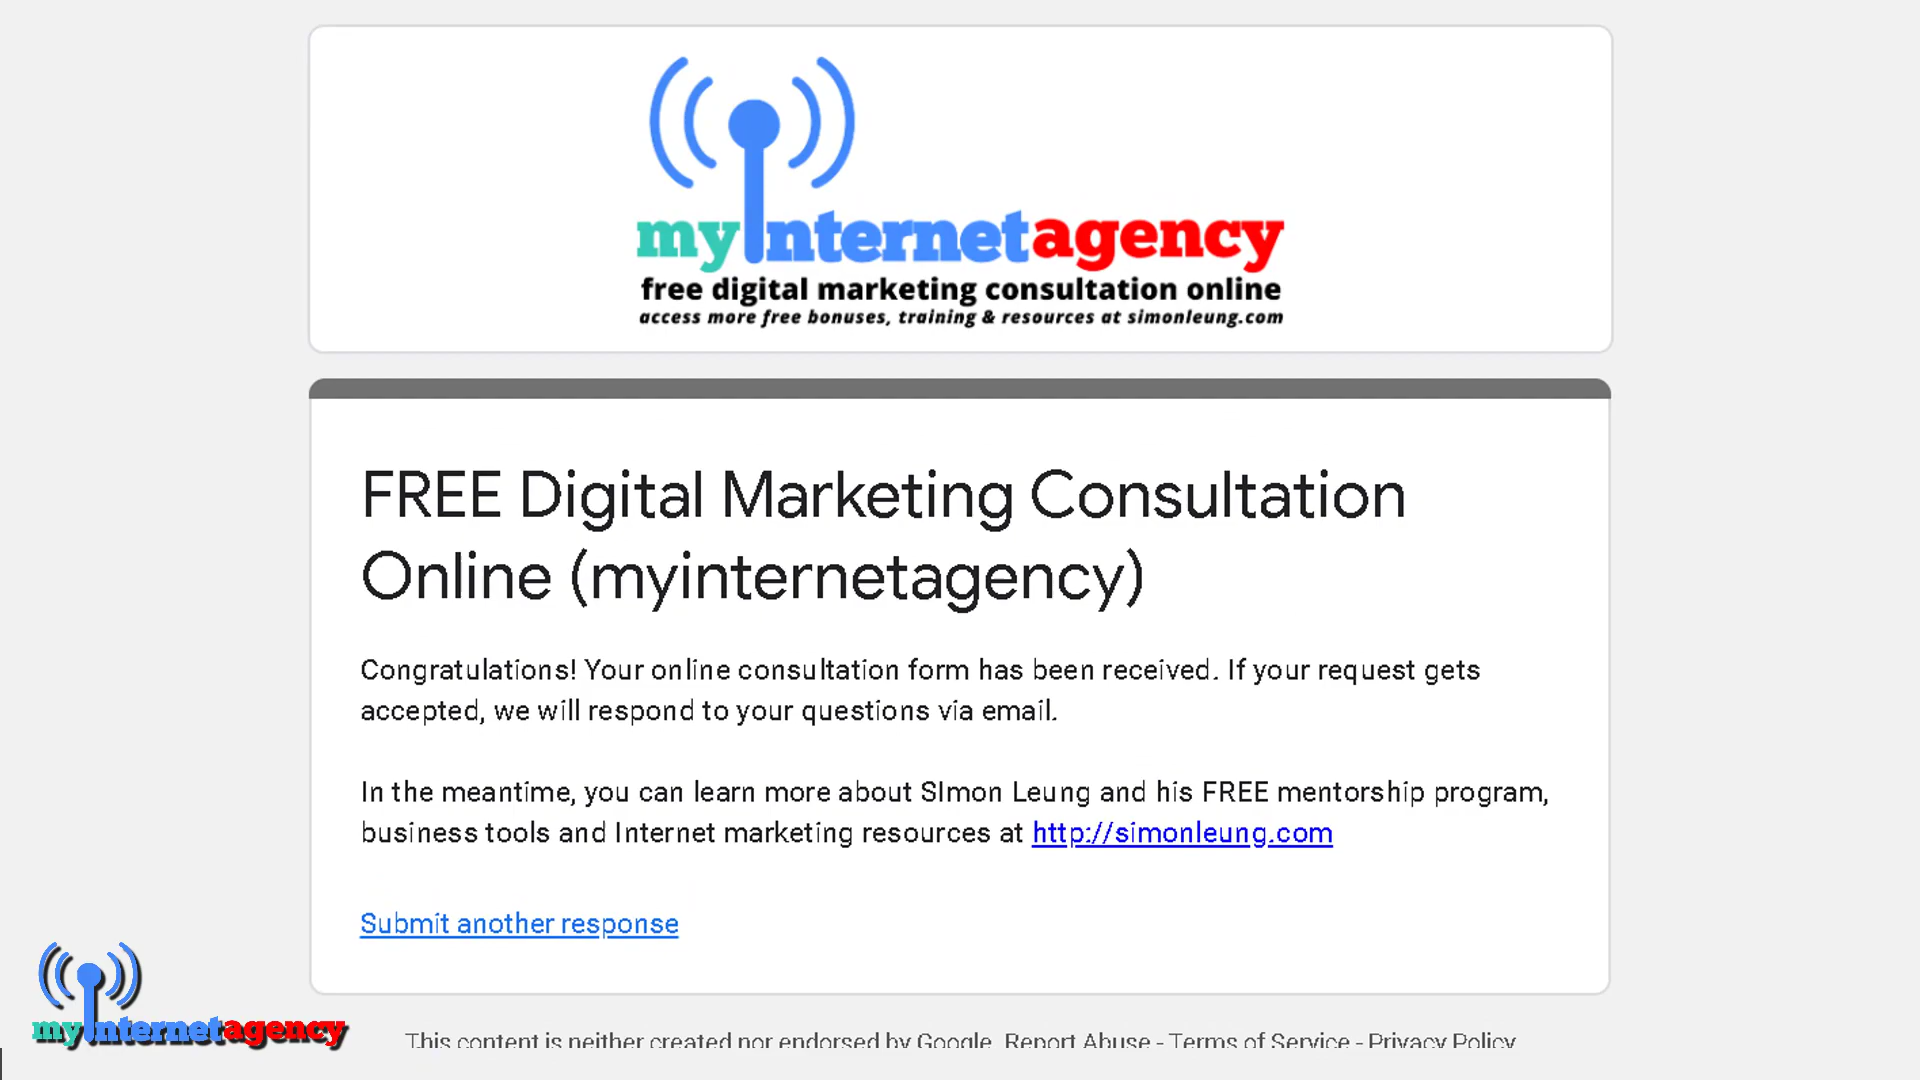 myinternetagency
free digital marketing consultation online
access more free bonuses, training & resources at simonleung.com
FREE Digital Marketing Consultation
Online (myinternetagency)
Congratulations! Your online consultation form has been received. If your request gets
accepted, we will respond to your questions via email.
In the meantime, you can learn more about SImon Leung and his FREE mentorship program,
business tools and Internet marketing resources at http://simonleung.com
Submit another response
myinternetagency
This content is neither created nor endorsed by Google. Report Abuse - Terms of Service - Privacy Policy